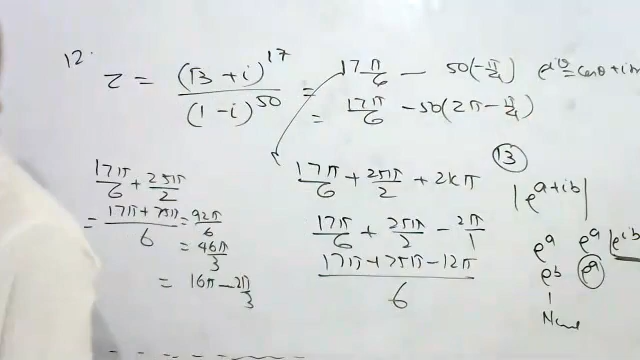 12.
z = (√3 + i)^17 / (1 - i)^50 = 17π/6 - 50(-π/4)
= 17π/6 - 50(2π - π/4)
e^iθ = cosθ + i
17π/6 + 25π/2
= 17π + 75π / 6 = 92π/6
= 46π/3
= 16π - 2π/3
17π/6 + 25π/2 + 2kπ
17π/6 + 25π/2 - 2π/1
17π + 75π - 12π / 6
13
|e^a+ib|
e^a e^a |e^ib
e^b e^a
1
None